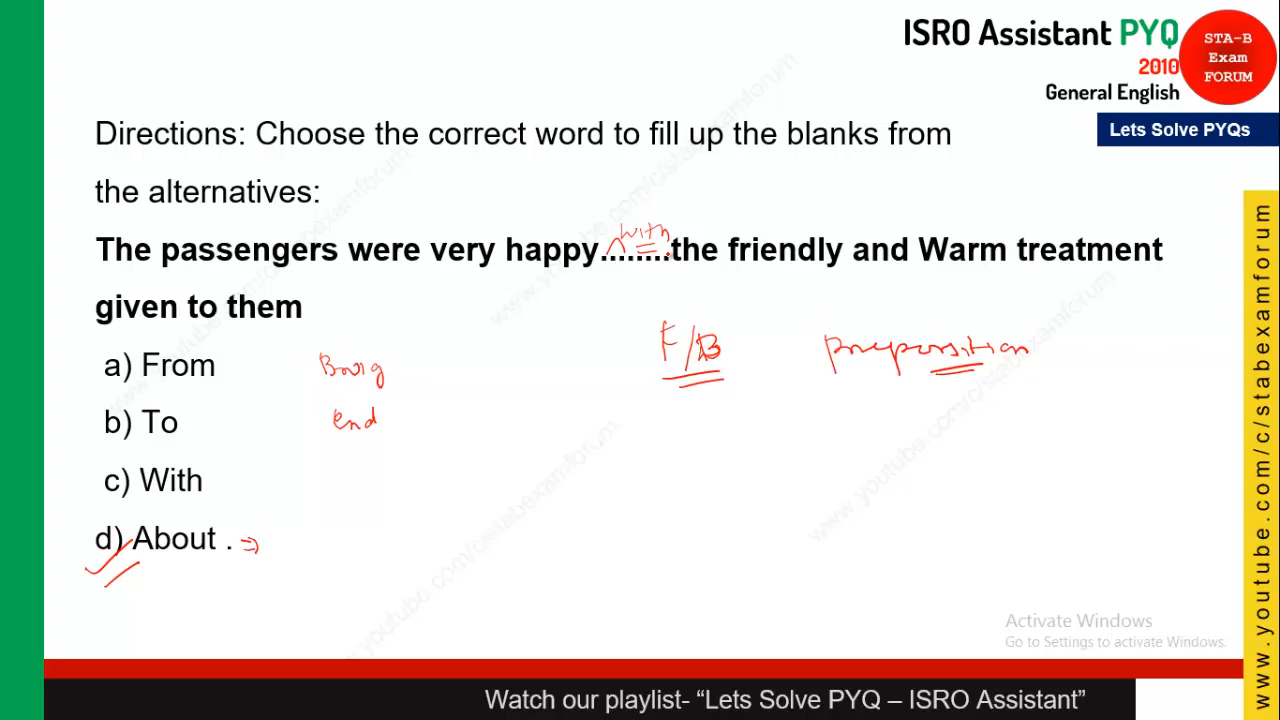 ISRO Assistant PYQ
2010
General English
STA-B
Exam
FORUM
Lets Solve PYQs
Directions: Choose the correct word to fill up the blanks from
the alternatives:
with
The passengers were very happy........the friendly and Warm treatment
given to them
F/B preposition
a) From
b) To end
c) With
d) About .
Activate Windows
Go to Settings to activate Windows.
Watch our playlist- “Lets Solve PYQ – ISRO Assistant”
www.youtube.com/c/stabexamforum